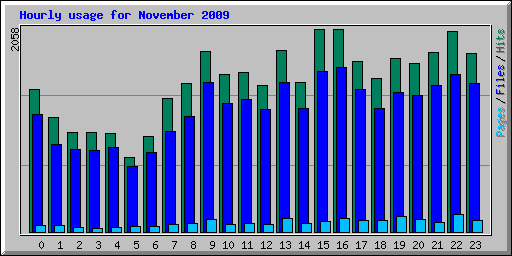 Hourly usage for November 2009
2058
Pages / Files / Hits
0 1 2 3 4 5 6 7 8 9 10 11 12 13 14 15 16 17 18 19 20 21 22 23